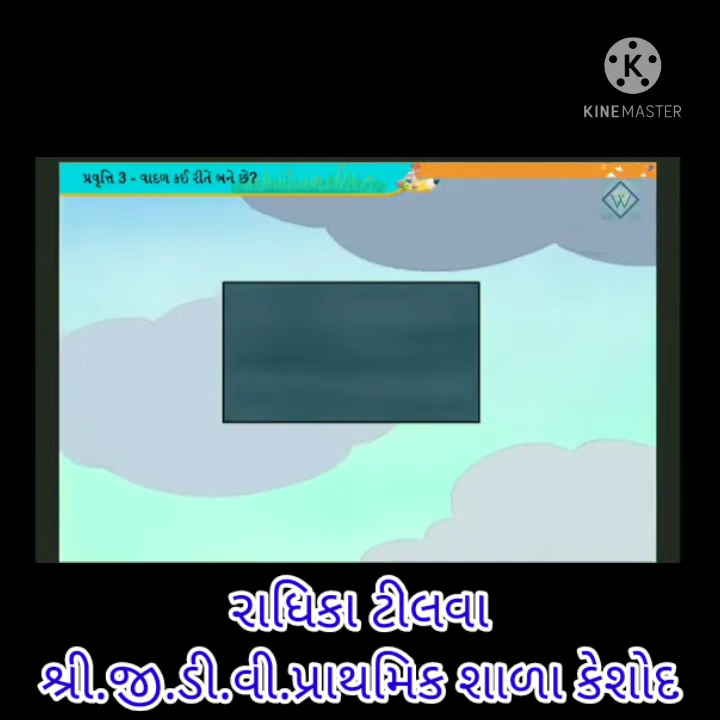 KINEMASTER
પ્રવૃત્તિ 3 - વાદળ કઈ રીતે બને છે?
રાધિકા ટીલવા
શ્રી.જી.ડી.વી.પ્રાથમિક શાળા કેશોદ